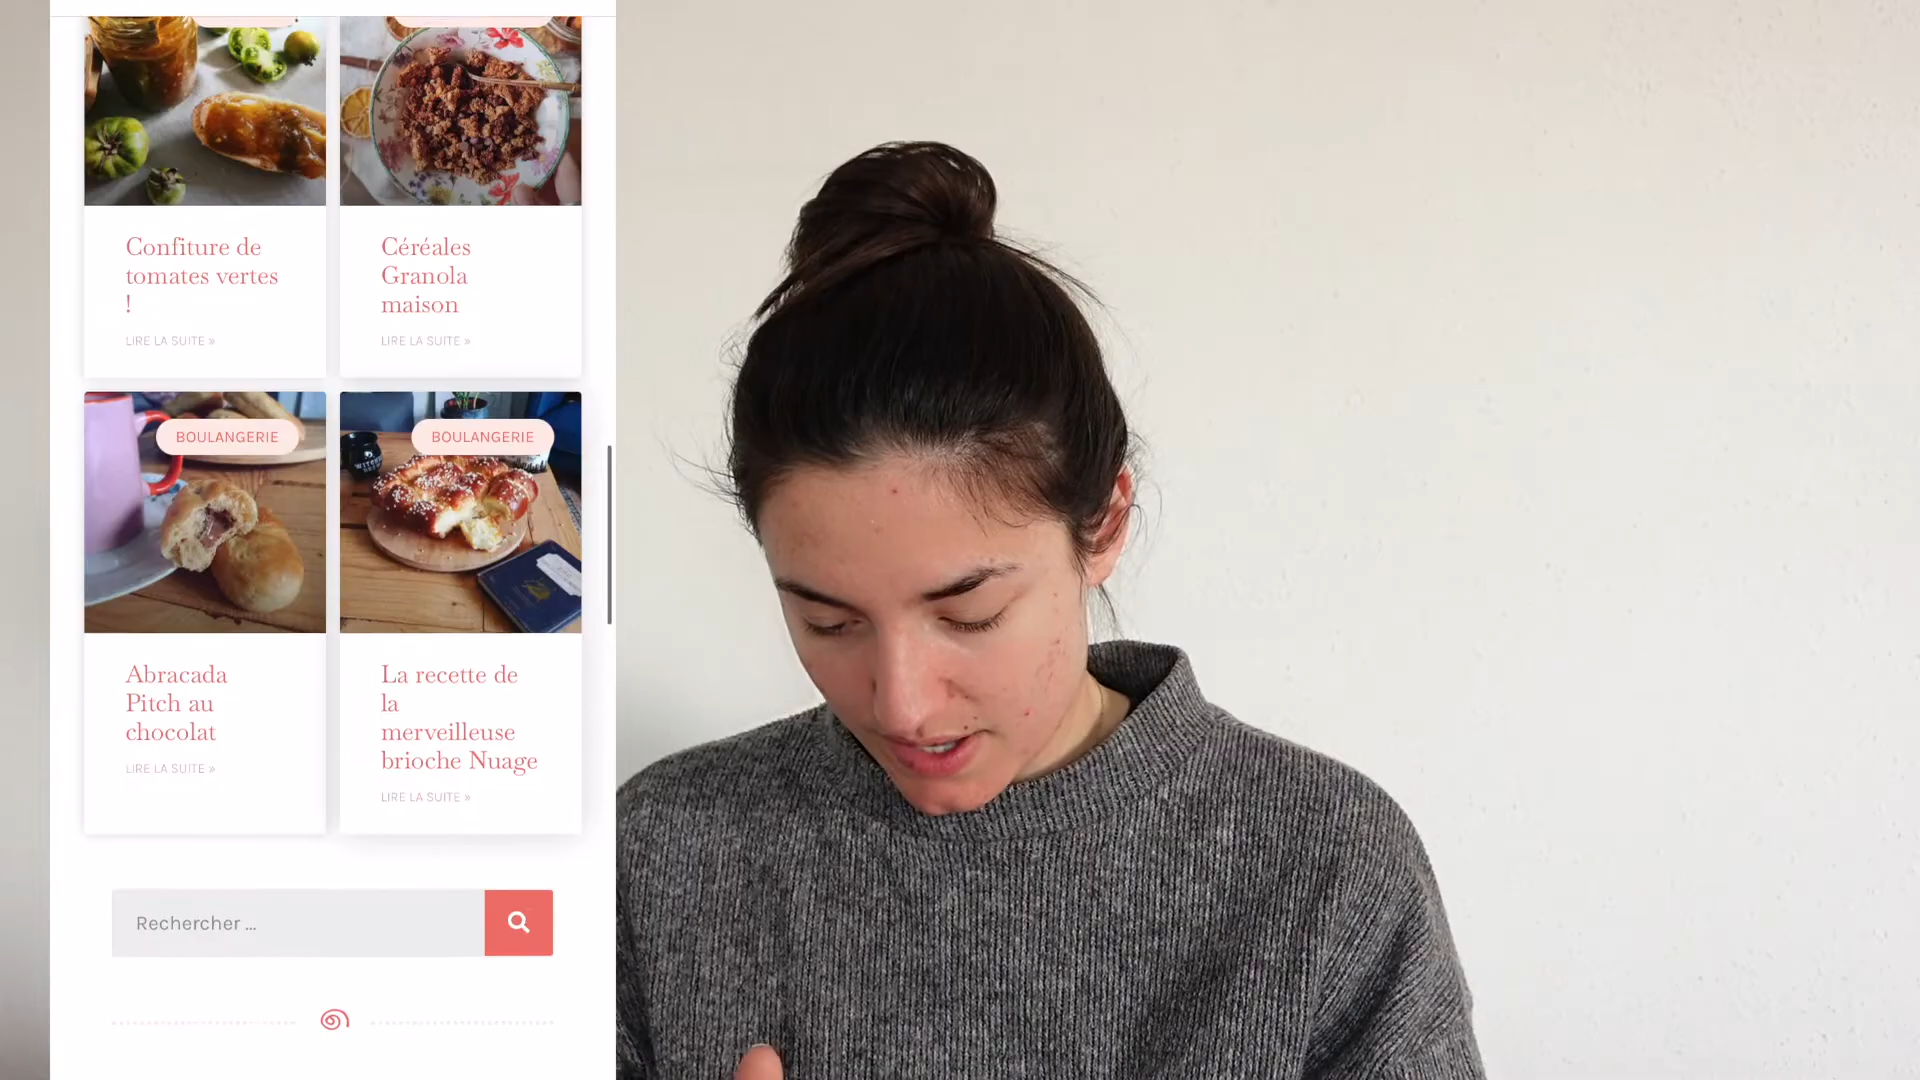 Confiture de
tomates vertes
!
LIRE LA SUITE »
Céréales
Granola
maison
LIRE LA SUITE »
BOULANGERIE
Abracada
Pitch au
chocolat
LIRE LA SUITE »
BOULANGERIE
La recette de
la
merveilleuse
brioche Nuage
LIRE LA SUITE »
Rechercher ...